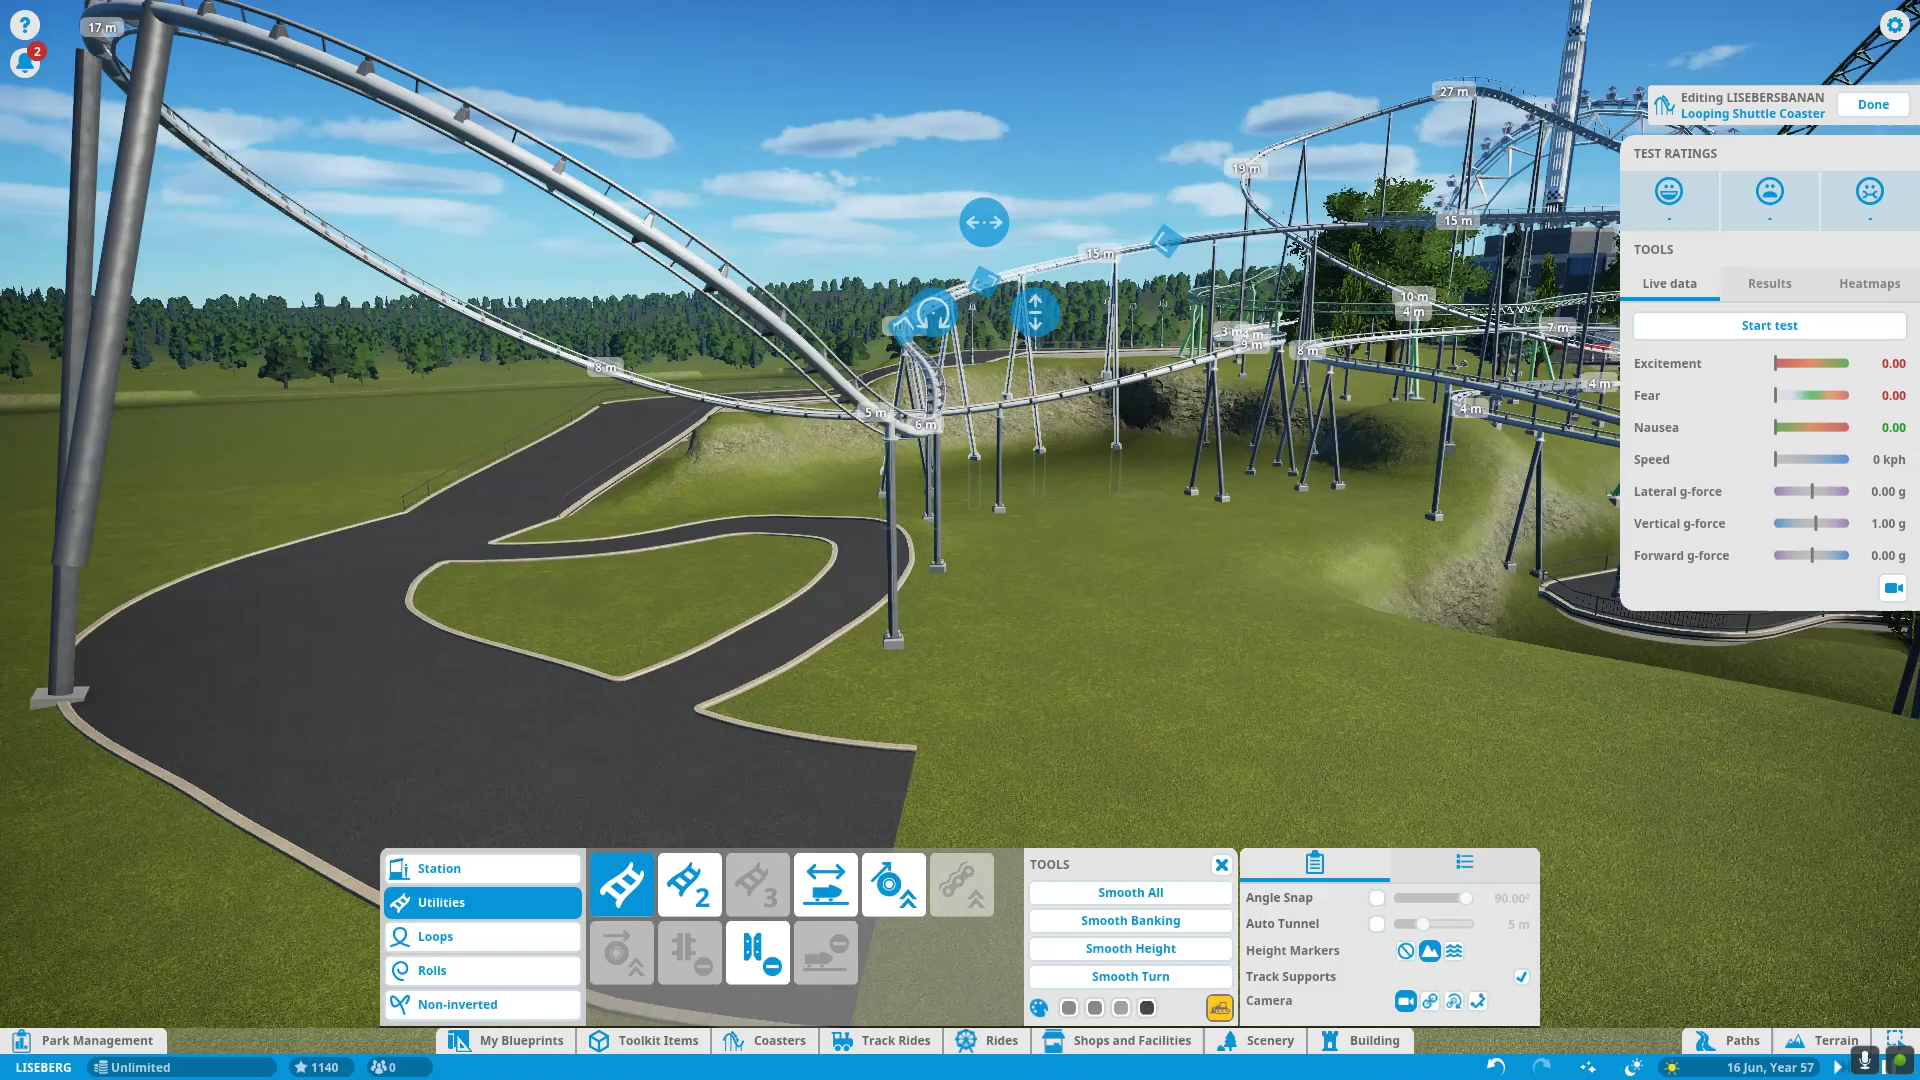 ?
2
17 m
27 m
19 m
15 m
15 m
10 m
4 m
3 m
9 m
7 m
8 m
8 m
4 m
4 m
5 m
6 m
Editing LISEBERSBANAN
Looping Shuttle Coaster
Done
TEST RATINGS
- - -
TOOLS
Live data Results Heatmaps
Start test
Excitement 0.00
Fear 0.00
Nausea 0.00
Speed 0 kph
Lateral g-force 0.00 g
Vertical g-force 1.00 g
Forward g-force 0.00 g
Station
Utilities
Loops
Rolls
Non-inverted
2
3
TOOLS
Smooth All
Smooth Banking
Smooth Height
Smooth Turn
Angle Snap 90.00°
Auto Tunnel 5 m
Height Markers
Track Supports
Camera
Park Management
My Blueprints
Toolkit Items
Coasters
Track Rides
Rides
Shops and Facilities
Scenery
Building
Paths
Terrain
LISEBERG
Unlimited
1140
0
16 Jun, Year 57